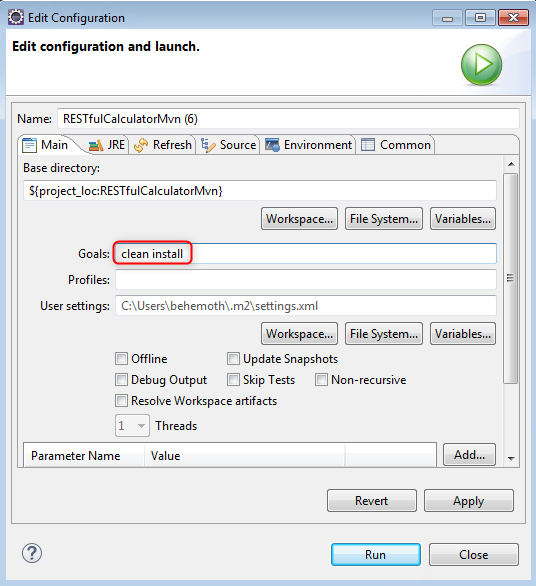 Edit Configuration
Edit configuration and launch.
Name: RESTfulCalculatorMvn (6)
Main JRE Refresh Source Environment Common
Base directory:
${project_loc:RESTfulCalculatorMvn}
Workspace... File System... Variables...
Goals: clean install
Profiles:
User settings: C:\Users\behemoth\.m2\settings.xml
Workspace... File System... Variables...
Offline Update Snapshots
Debug Output Skip Tests Non-recursive
Resolve Workspace artifacts
1 Threads
Parameter Name Value Add...
Revert Apply
? Run Close